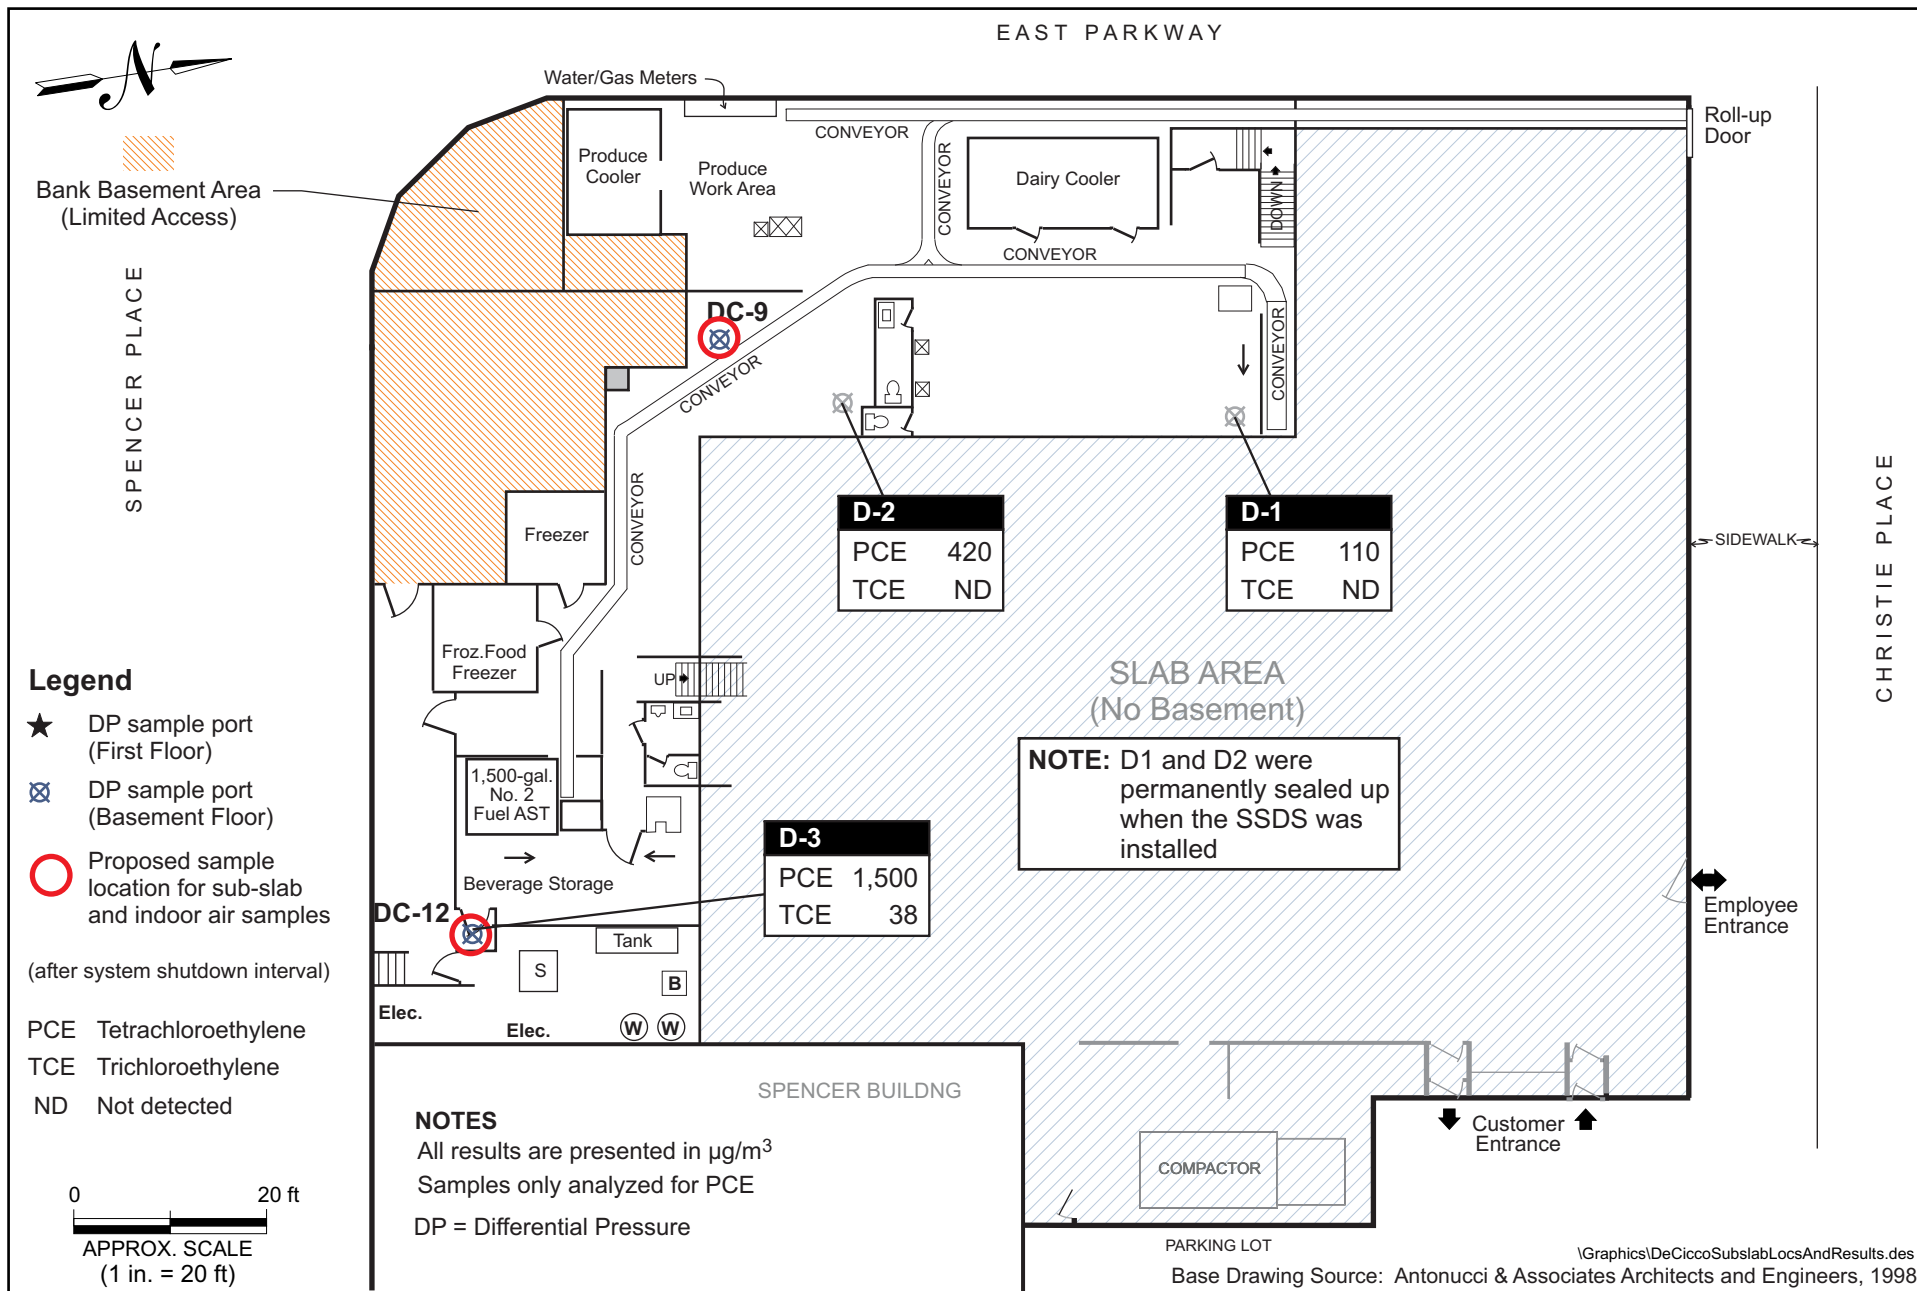 EAST PARKWAY
N
Water/Gas Meters
Roll-up
Door
CONVEYOR
Produce
Cooler
Produce
Work Area
CONVEYOR
Dairy Cooler
DOWN
Bank Basement Area
(Limited Access)
CONVEYOR
SPENCER PLACE
DC-9
CONVEYOR
CONVEYOR
CONVEYOR
D-2
PCE 420
TCE ND
D-1
PCE 110
TCE ND
SIDEWALK
CHRISTIE PLACE
Freezer
Froz.Food
Freezer
UP
SLAB AREA
(No Basement)
NOTE: D1 and D2 were
permanently sealed up
when the SSDS was
installed
Legend
DP sample port
(First Floor)
DP sample port
(Basement Floor)
Proposed sample
location for sub-slab
and indoor air samples
(after system shutdown interval)
PCE Tetrachloroethylene
TCE Trichloroethylene
ND Not detected
1,500-gal.
No. 2
Fuel AST
Beverage Storage
D-3
PCE 1,500
TCE 38
DC-12
Tank
S
B
Elec.
Elec.
W W
Employee
Entrance
SPENCER BUILDNG
NOTES
All results are presented in µg/m³
Samples only analyzed for PCE
DP = Differential Pressure
Customer
Entrance
COMPACTOR
PARKING LOT
0 20 ft
APPROX. SCALE
(1 in. = 20 ft)
\Graphics\DeCiccoSubslabLocsAndResults.des
Base Drawing Source: Antonucci & Associates Architects and Engineers, 1998